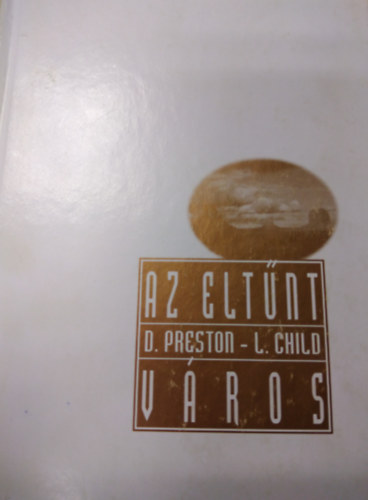 AZ ELTŰNT
D. PRESTON - L. CHILD
VÁROS